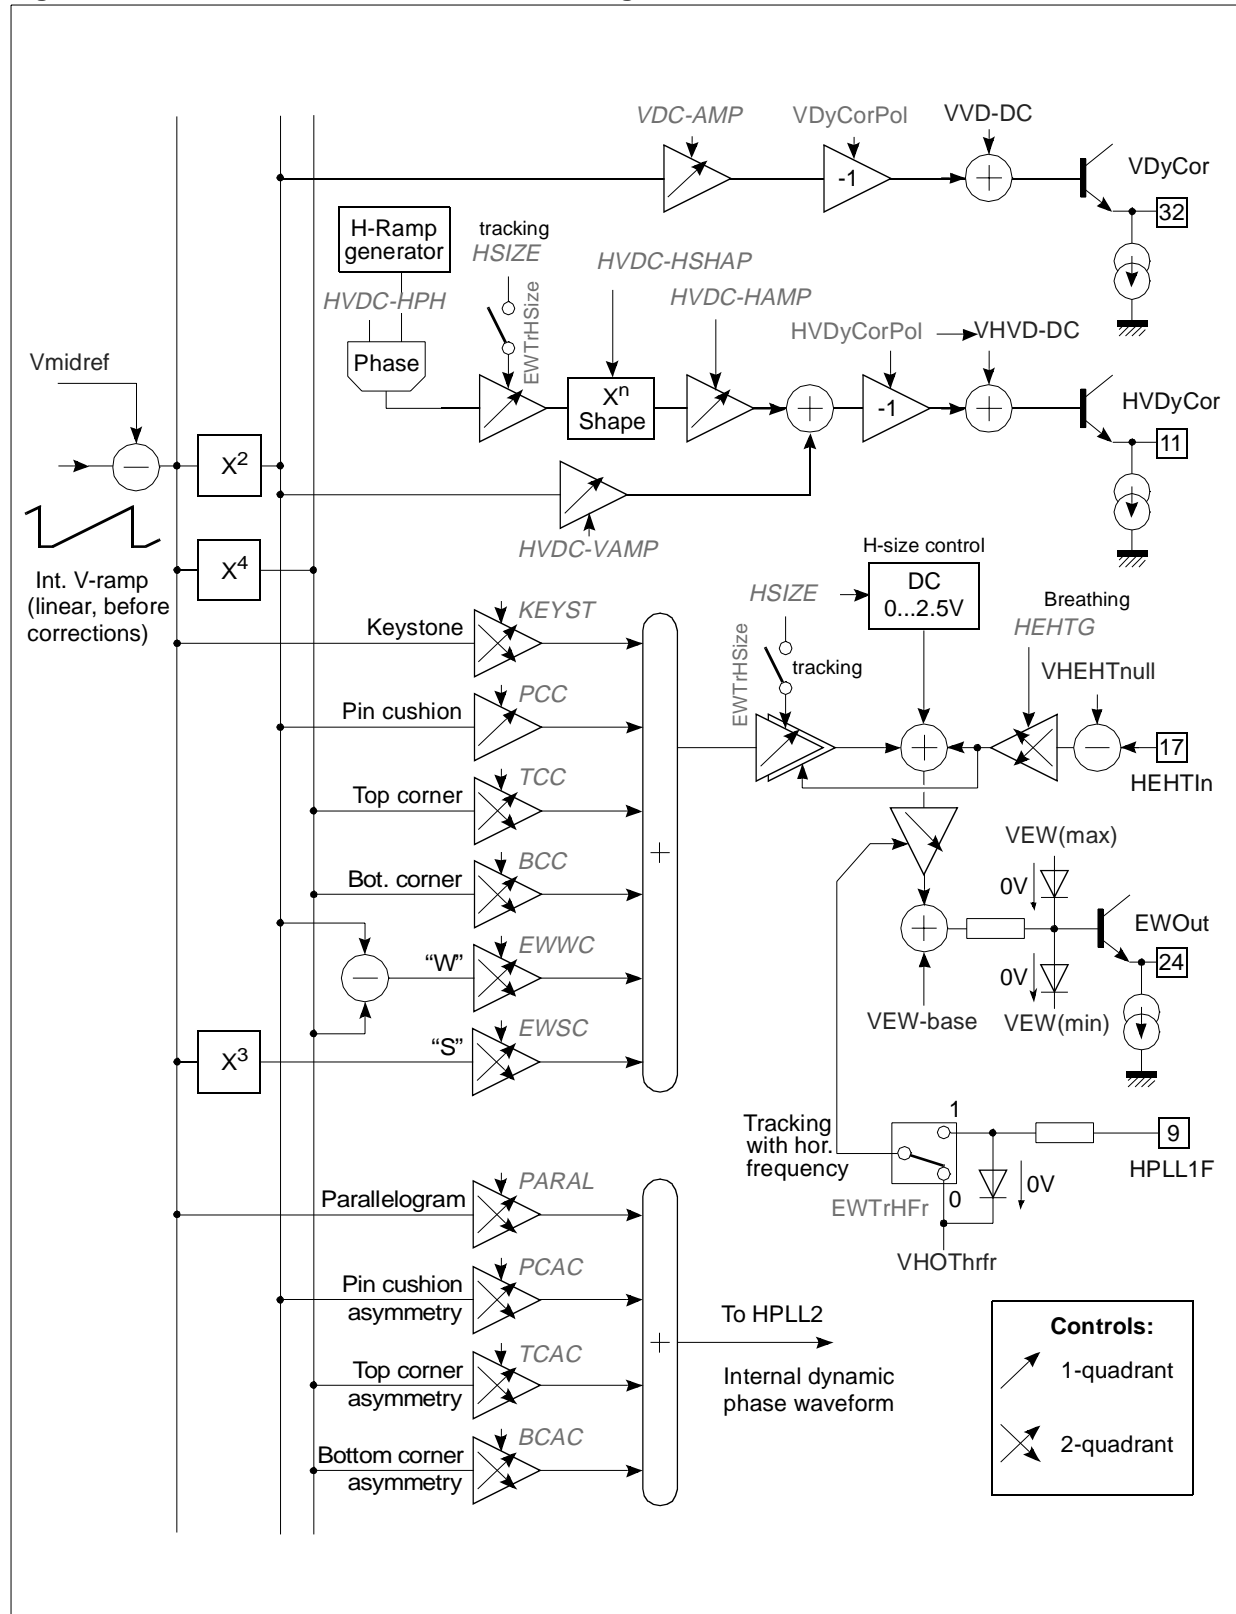 VDC-AMP
VDyCorPol
VVD-DC
-1
+
VDyCor
32
H-Ramp
generator
tracking
HSIZE
EWTrHSize
HVDC-HPH
HVDC-HSHAP
HVDC-HAMP
HVDyCorPol
VHVD-DC
Phase
Xn
Shape
+
-1
+
HVDyCor
11
Vmidref
X2
HVDC-VAMP
X4
Int. V-ramp
(linear, before
corrections)
H-size control
DC
0...2.5V
HSIZE
EWTrHSize
tracking
Breathing
HEHTG
VHEHTnull
17
HEHTIn
+
Keystone
KEYST
Pin cushion
PCC
Top corner
TCC
Bot. corner
BCC
"W"
EWWC
X3
"S"
EWSC
+
VEW(max)
0V
+
EWOut
24
0V
VEW-base
VEW(min)
Tracking
with hor.
frequency
1
0
EWTrHFr
0V
9
HPLL1F
VHOThrfr
Parallelogram
PARAL
Pin cushion
asymmetry
PCAC
Top corner
asymmetry
TCAC
Bottom corner
asymmetry
BCAC
+
To HPLL2
Internal dynamic
phase waveform
Controls:
1-quadrant
2-quadrant